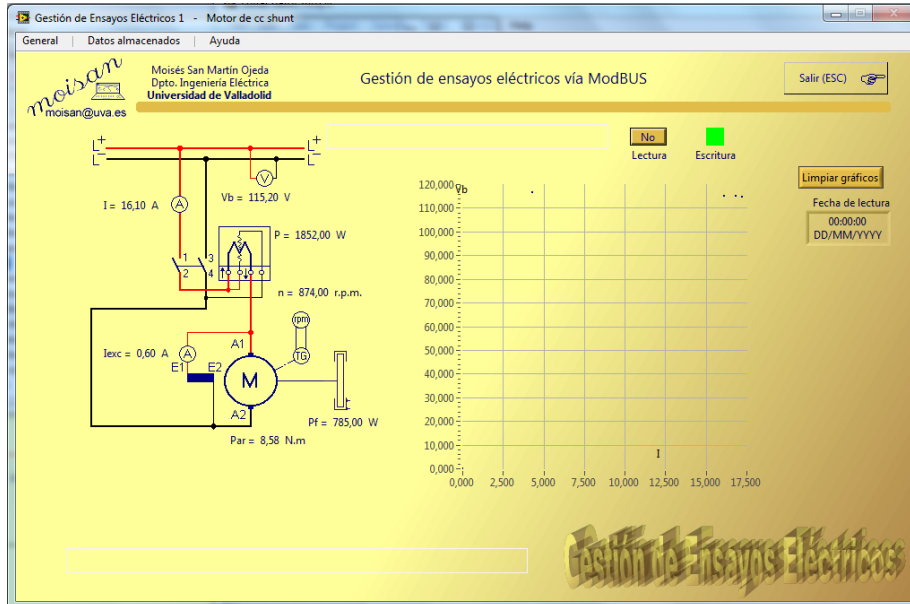 Gestión de Ensayos Eléctricos 1 - Motor de cc shunt
General | Datos almacenados | Ayuda
moisan
moisan@uva.es
Moisés San Martín Ojeda
Dpto. Ingeniería Eléctrica
Universidad de Valladolid
Gestión de ensayos eléctricos vía ModBUS
Salir (ESC)
L+
L-
L+
L-
V
Vb = 115,20 V
I = 16,10 A
A
P = 1852,00 W
1
2
3
4
n = 874,00 r.p.m.
rpm
TG
Iexc = 0,60 A
A
E1
E2
A1
M
A2
Pf = 785,00 W
Par = 8,58 N.m
No
Lectura
Escritura
Limpiar gráficos
Fecha de lectura
00:00:00
DD/MM/YYYY
Vb
120,000
110,000
100,000
90,000
80,000
70,000
60,000
50,000
40,000
30,000
20,000
10,000
0,000
I
0,000 2,500 5,000 7,500 10,000 12,500 15,000 17,500
Gestión de Ensayos Eléctricos